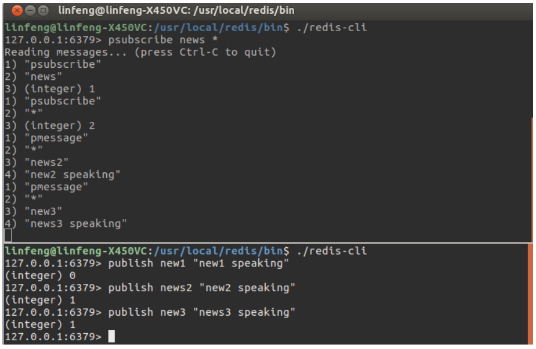 linfeng@linfeng-X450VC: /usr/local/redis/bin
linfeng@linfeng-X450VC:/usr/local/redis/bin$ ./redis-cli
127.0.0.1:6379> psubscribe news *
Reading messages... (press Ctrl-C to quit)
1) "psubscribe"
2) "news"
3) (integer) 1
1) "psubscribe"
2) "*"
3) (integer) 2
1) "pmessage"
2) "*"
3) "news2"
4) "new2 speaking"
1) "pmessage"
2) "*"
3) "new3"
4) "news3 speaking"
linfeng@linfeng-X450VC:/usr/local/redis/bin$ ./redis-cli
127.0.0.1:6379> publish new1 "new1 speaking"
(integer) 0
127.0.0.1:6379> publish news2 "new2 speaking"
(integer) 1
127.0.0.1:6379> publish new3 "news3 speaking"
(integer) 1
127.0.0.1:6379>